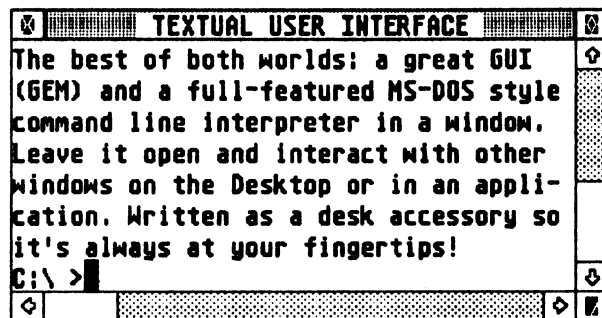 TEXTUAL USER INTERFACE
The best of both worlds: a great GUI
(GEM) and a full-featured MS-DOS style
command line interpreter in a window.
Leave it open and interact with other
windows on the Desktop or in an appli-
cation. Written as a desk accessory so
it's always at your fingertips!
C:\ >